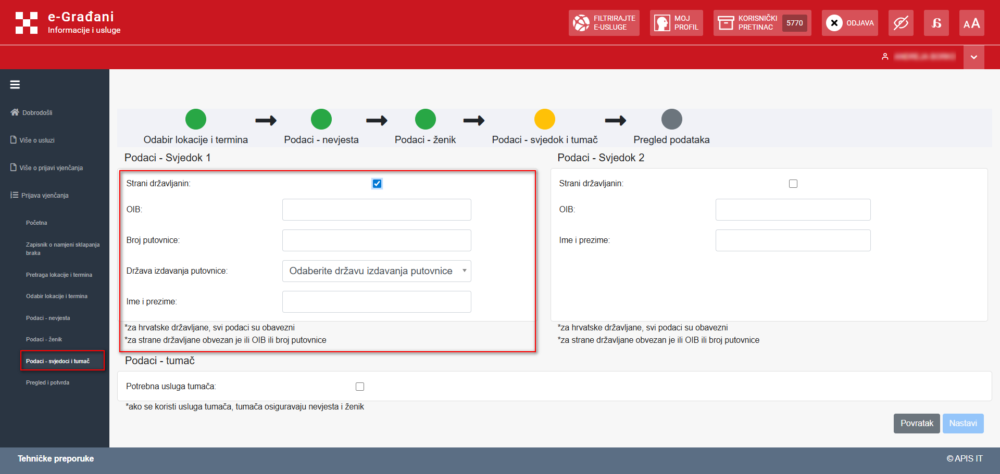 e-Građani
Informacije i usluge
FILTRIRAJTE
E-USLUGE
MOJ
PROFIL
KORISNIČKI
PRETINAC
5770
ODJAVA
AA
Dobrodošli
Više o usluzi
Više o prijavi vjenčanja
Prijava vjenčanja
Početna
Zapisnik o namjeni sklapanja
braka
Pretraga lokacije i termina
Odabir lokacije i termina
Podaci - nevjesta
Podaci - ženik
Podaci - svjedoci i tumač
Pregled i potvrda
Odabir lokacije i termina
Podaci - nevjesta
Podaci - ženik
Podaci - svjedok i tumač
Pregled podataka
Podaci - Svjedok 1
Strani državljanin:
OIB:
Broj putovnice:
Država izdavanja putovnice:
Odaberite državu izdavanja putovnice
Ime i prezime:
*za hrvatske državljane, svi podaci su obavezni
*za strane državljane obvezan je ili OIB ili broj putovnice
Podaci - Svjedok 2
Strani državljanin:
OIB:
Ime i prezime:
*za hrvatske državljane, svi podaci su obavezni
*za strane državljane obvezan je ili OIB ili broj putovnice
Podaci - tumač
Potrebna usluga tumača:
*ako se koristi usluga tumača, tumača osiguravaju nevjesta i ženik
Povratak
Nastavi
Tehničke preporuke
© APIS IT